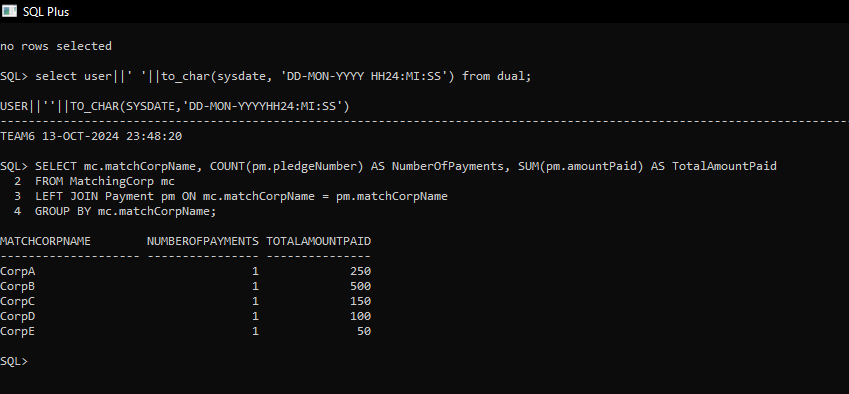 SQL Plus
no rows selected
SQL> select user||' '||to_char(sysdate, 'DD-MON-YYYY HH24:MI:SS') from dual;
USER||''||TO_CHAR(SYSDATE,'DD-MON-YYYYHH24:MI:SS')
--------------------------------------------------------------------------------------------------------------------------
TEAM6 13-OCT-2024 23:48:20
SQL> SELECT mc.matchCorpName, COUNT(pm.pledgeNumber) AS NumberOfPayments, SUM(pm.amountPaid) AS TotalAmountPaid
  2  FROM MatchingCorp mc
  3  LEFT JOIN Payment pm ON mc.matchCorpName = pm.matchCorpName
  4  GROUP BY mc.matchCorpName;
MATCHCORPNAME        NUMBEROFPAYMENTS TOTALAMOUNTPAID
-------------------- ---------------- ---------------
CorpA                               1             250
CorpB                               1             500
CorpC                               1             150
CorpD                               1             100
CorpE                               1              50
SQL>